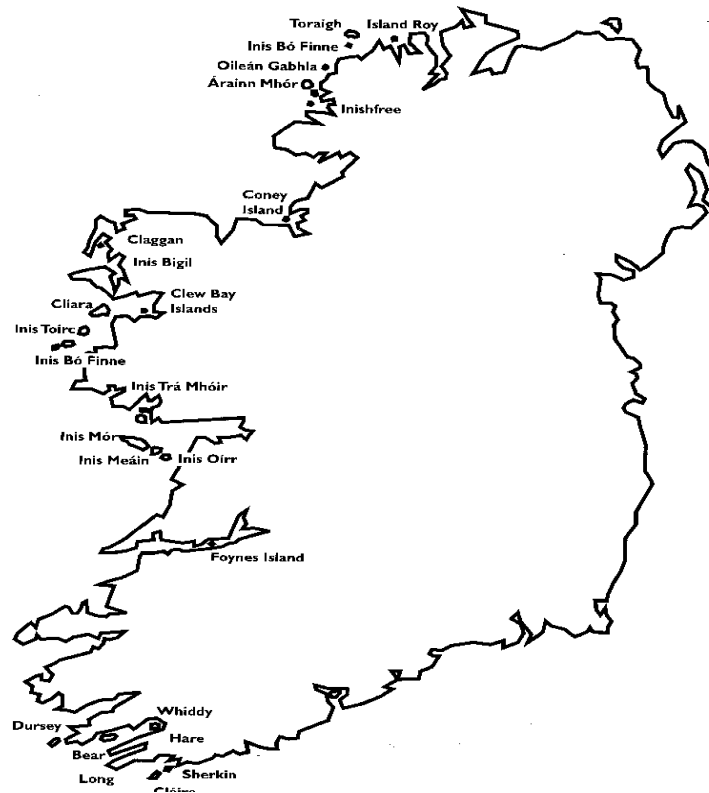 Toraigh
Island Roy
Inis Bó Finne
Oileán Gabhla
Árainn Mhór
Inishfree
Coney
Island
Claggan
Inis Bigil
Cliara
Clew Bay
Islands
Inis Toirc
Inis Bó Finne
Inis Trá Mhóir
Inis Mór
Inis Meáin
Inis Oírr
Foynes Island
Whiddy
Dursey
Hare
Bear
Long
Sherkin
Cléire